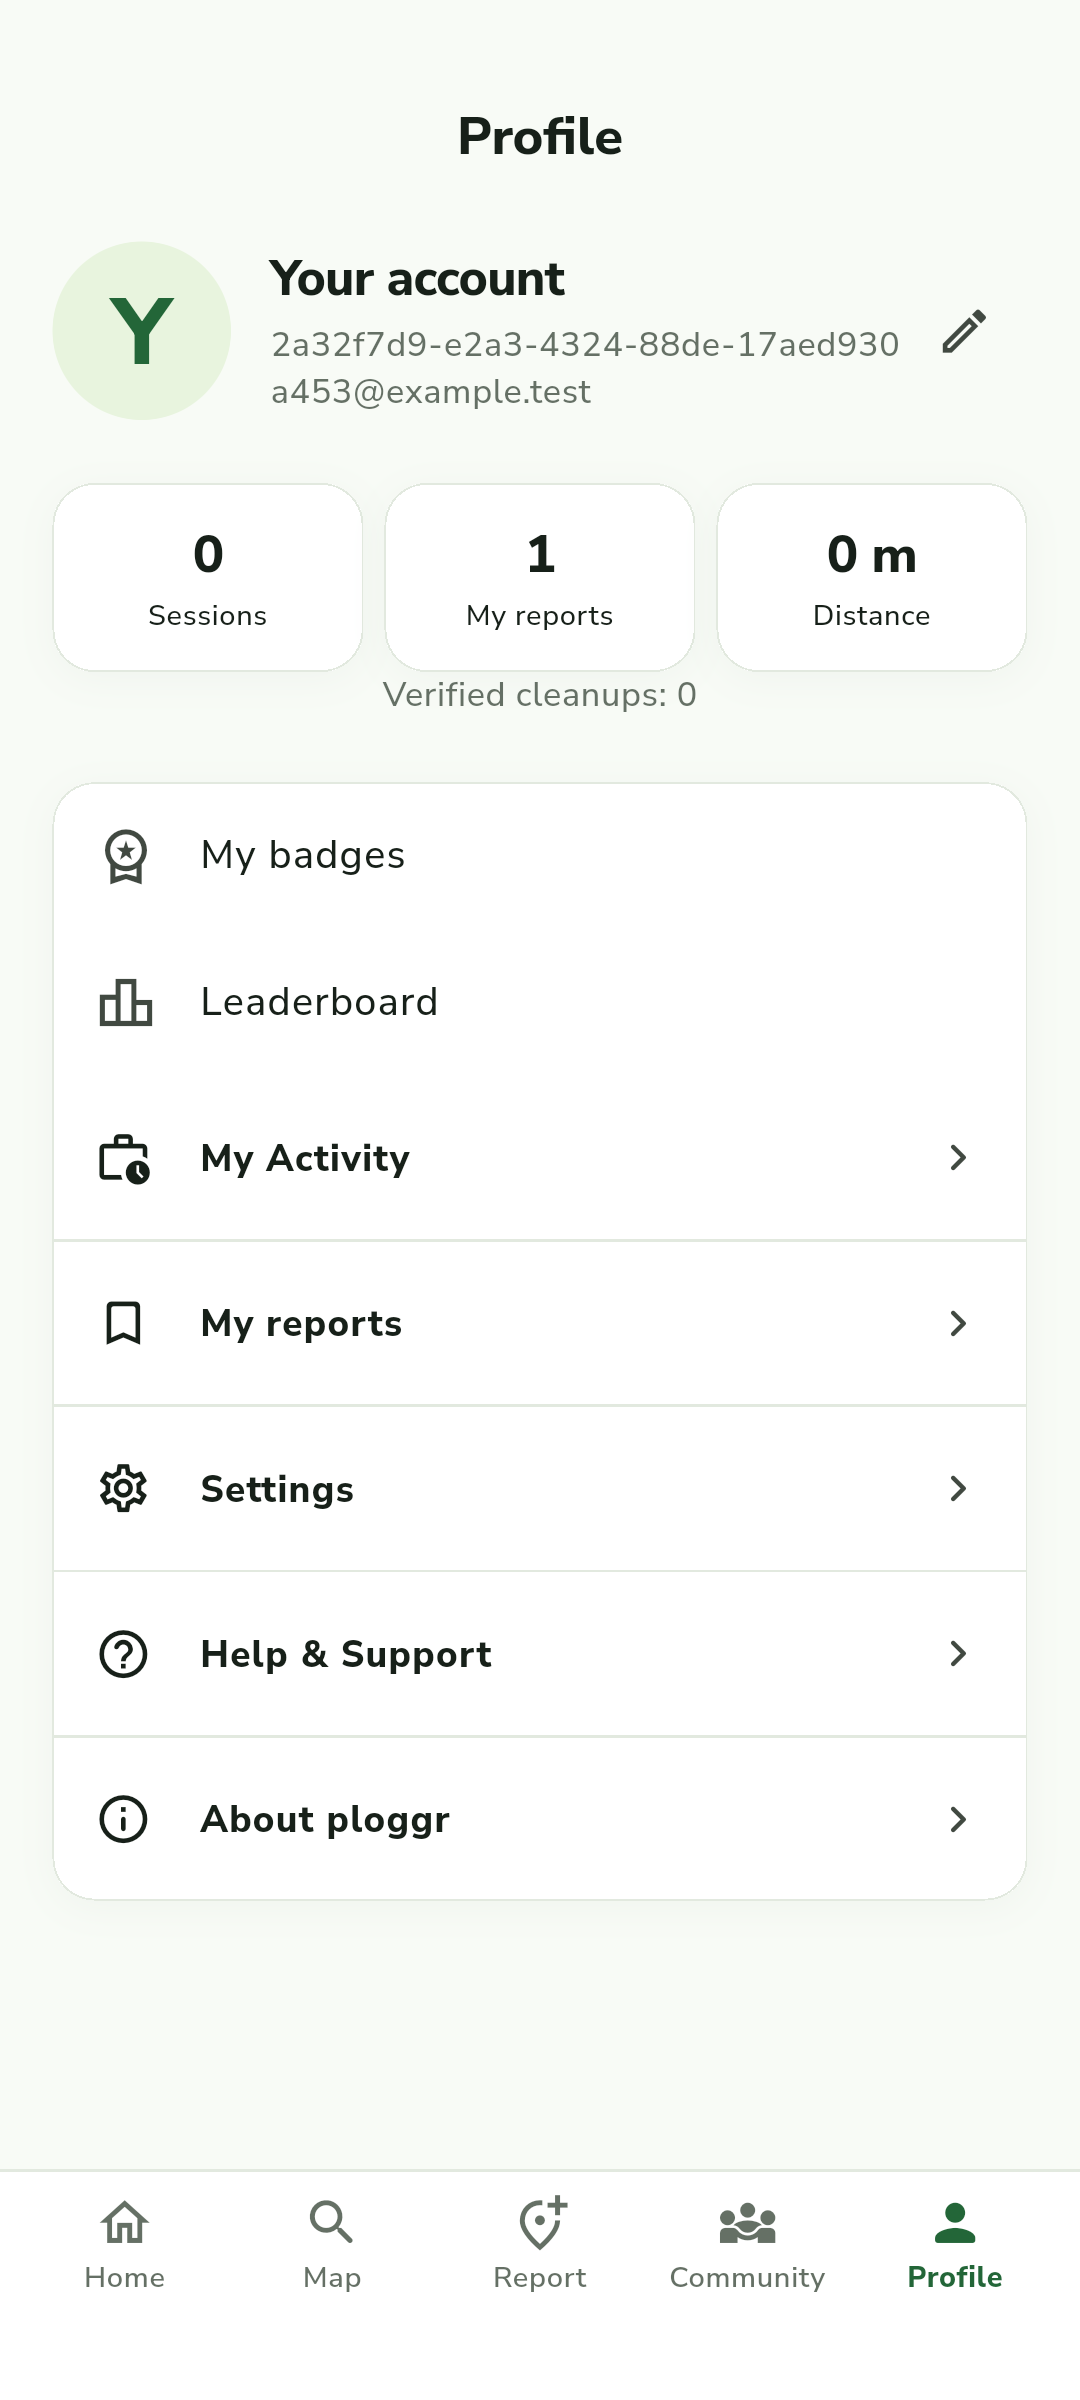 Profile
Y
Your account
2a32f7d9-e2a3-4324-88de-17aed930
a453@example.test
0
Sessions
1
My reports
0 m
Distance
Verified cleanups: 0
My badges
Leaderboard
My Activity
My reports
Settings
Help & Support
About ploggr
Home
Map
Report
Community
Profile